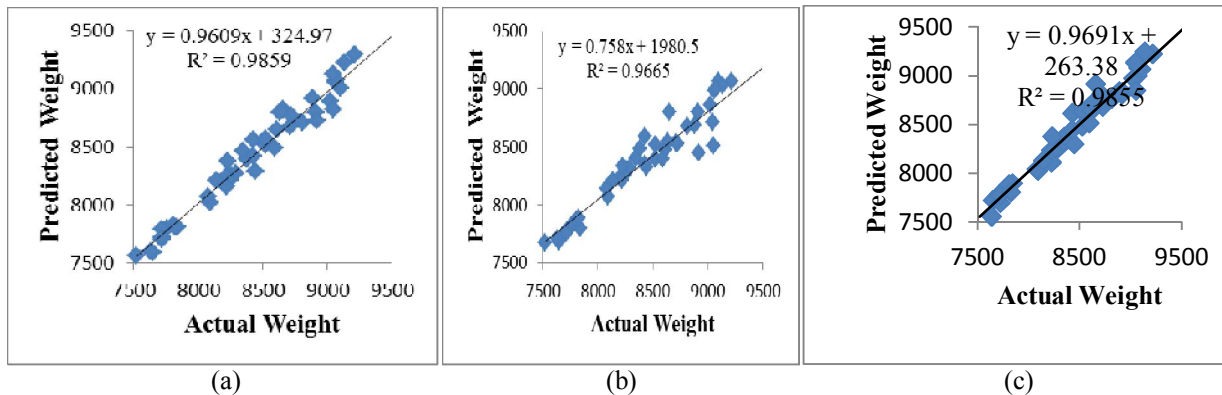 9500
9000
8500
8000
7500
Predicted Weight
y = 0.9609x + 324.97
R² = 0.9859
7500 8000 8500 9000 9500
Actual Weight
(a)
9500
9000
8500
8000
7500
Predicted Weight
y = 0.758x + 1980.5
R² = 0.9665
7500 8000 8500 9000 9500
Actual Weight
(b)
9500
9000
8500
8000
7500
Predicted Weight
y = 0.9691x +
263.38
R² = 0.9855
7500 8500 9500
Actual Weight
(c)